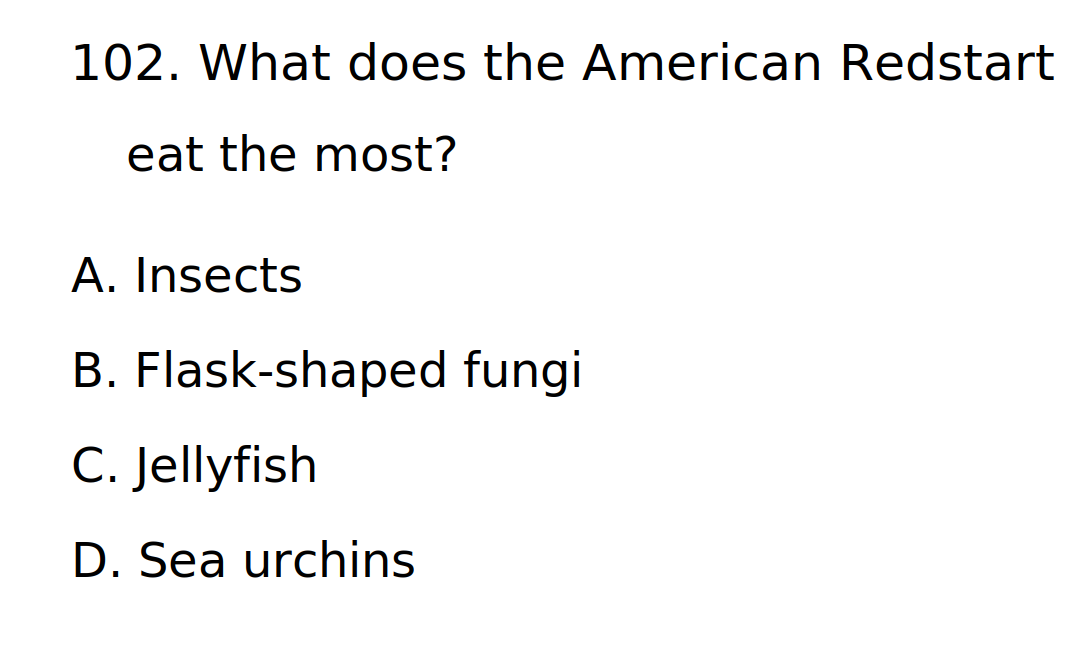 102. What does the American Redstart
eat the most?
A. Insects
B. Flask-shaped fungi
C. Jellyfish
D. Sea urchins